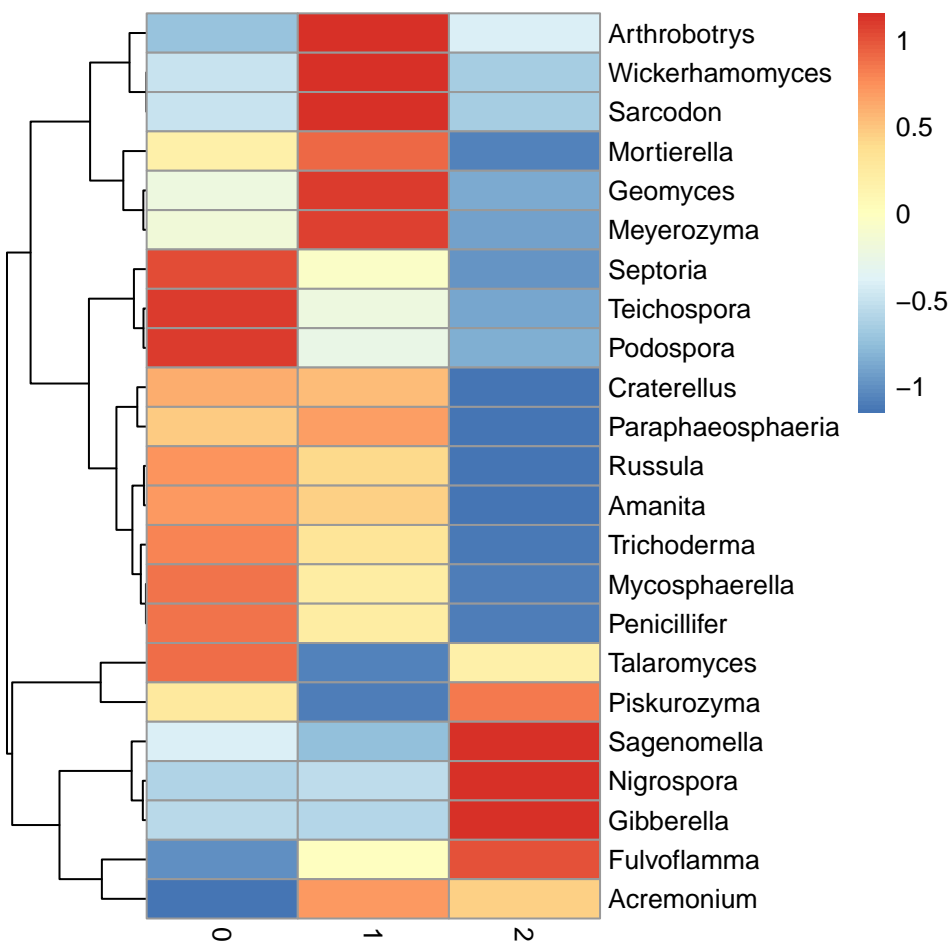 Arthrobotrys
Wickerhamomyces
Sarcodon
Mortierella
Geomyces
Meyerozyma
Septoria
Teichospora
Podospora
Craterellus
Paraphaeosphaeria
Russula
Amanita
Trichoderma
Mycosphaerella
Penicillifer
Talaromyces
Piskurozyma
Sagenomella
Nigrospora
Gibberella
Fulvoflamma
Acremonium
1
0.5
0
−0.5
−1
0
1
2